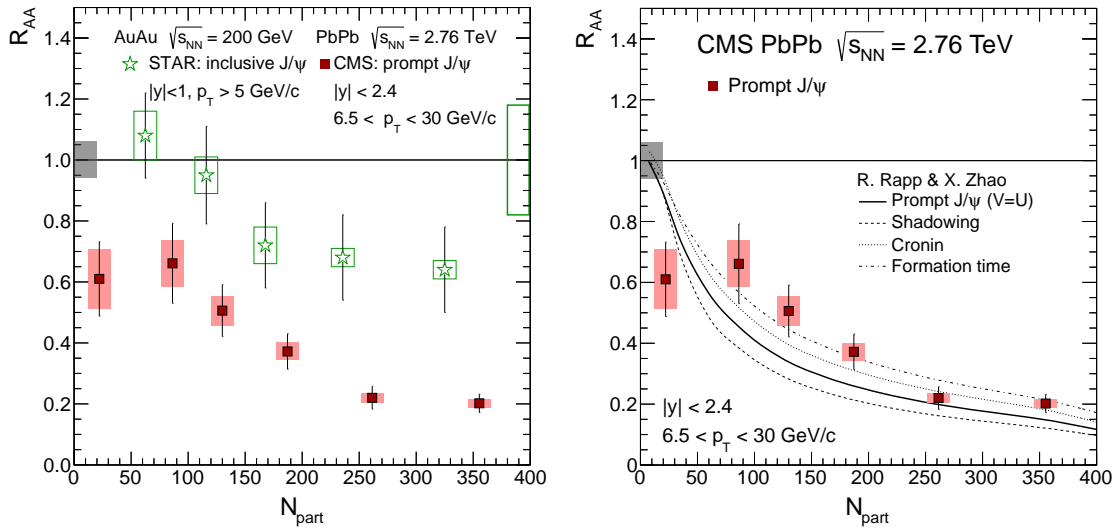 R_AA
1.4
1.2
1.0
0.8
0.6
0.4
0.2
0.0
0 50 100 150 200 250 300 350 400
N_part
AuAu √s_NN = 200 GeV PbPb √s_NN = 2.76 TeV
STAR: inclusive J/ψ CMS: prompt J/ψ
|y|<1, p_T > 5 GeV/c |y| < 2.4
6.5 < p_T < 30 GeV/c
R_AA
1.4
1.2
1
0.8
0.6
0.4
0.2
0.0
0 50 100 150 200 250 300 350 400
N_part
CMS PbPb √s_NN = 2.76 TeV
Prompt J/ψ
R. Rapp & X. Zhao
Prompt J/ψ (V=U)
Shadowing
Cronin
Formation time
|y| < 2.4
6.5 < p_T < 30 GeV/c